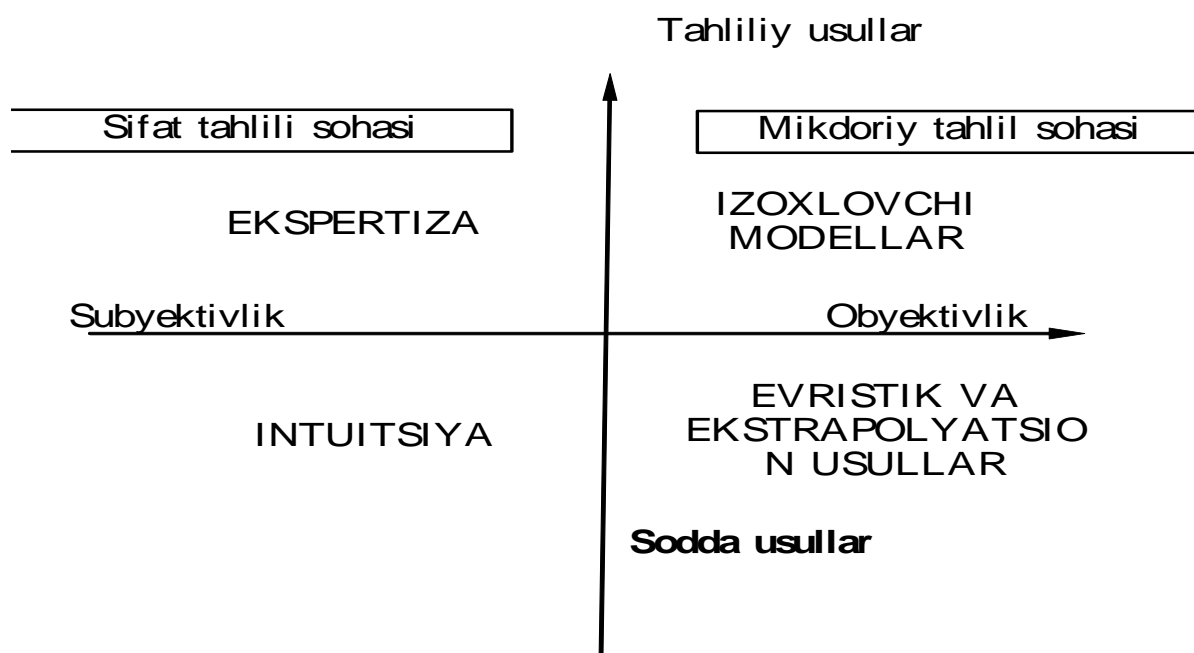 Tahliliy usullar
Sifat tahlili sohasi
Mikdoriy tahlil sohasi
EKSPERTIZA
IZOXLOVCHI
MODELLAR
Subyektivlik
Obyektivlik
INTUITSIYA
EVRISTIK VA
EKSTRAPOLYATSIO
N USULLAR
Sodda usullar